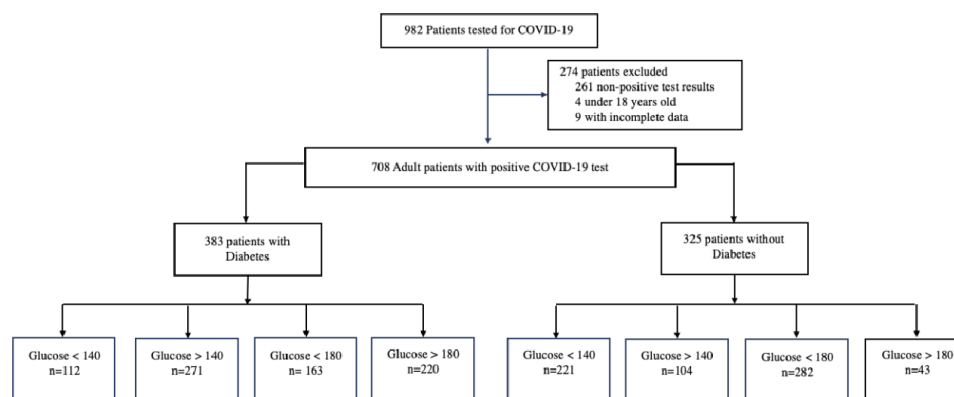 982 Patients tested for COVID-19
274 patients excluded
261 non-positive test results
4 under 18 years old
9 with incomplete data
708 Adult patients with positive COVID-19 test
383 patients with
Diabetes
325 patients without
Diabetes
Glucose < 140
n=112
Glucose > 140
n=271
Glucose < 180
n= 163
Glucose > 180
n=220
Glucose < 140
n=221
Glucose > 140
n=104
Glucose < 180
n=282
Glucose > 180
n=43